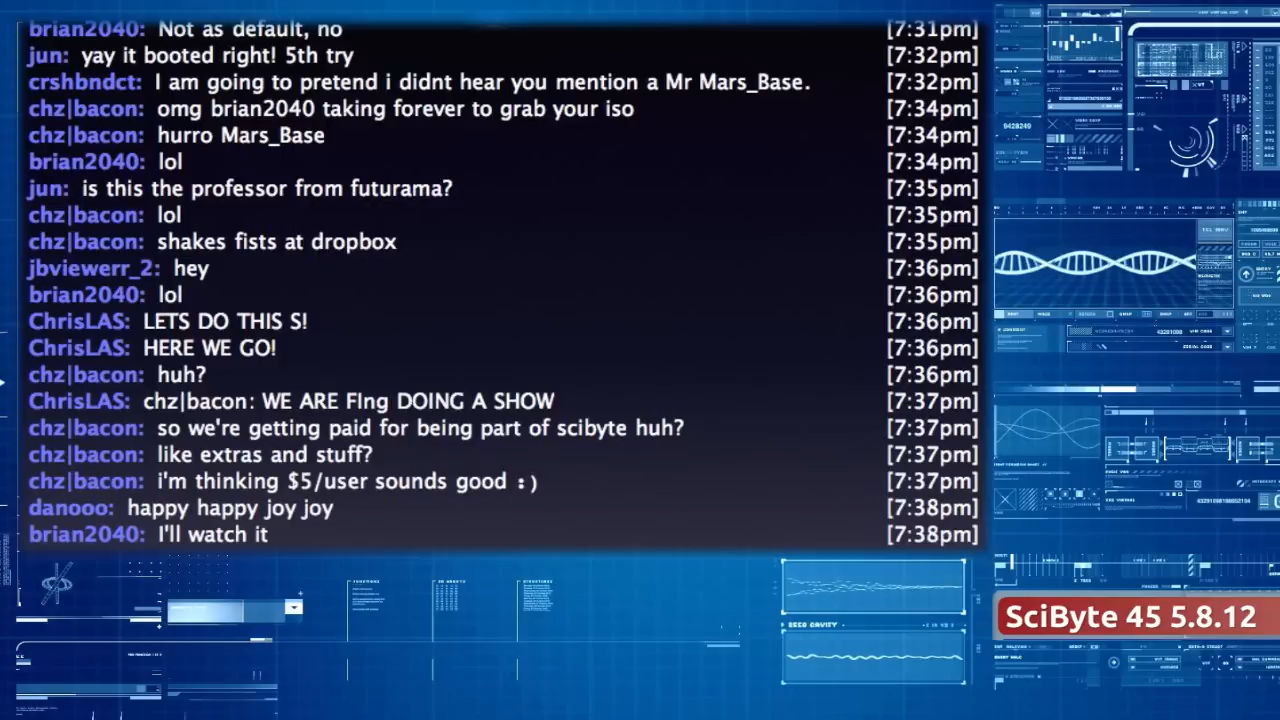 brian2040: Not as default, no [7:31pm]
jun: yay it booted right! 5th try [7:32pm]
crshbndct: I am going to preted i didnt hear you mention a Mr Mars_Base. [7:32pm]
chz|bacon: omg brian2040 taking forever to grab your iso [7:34pm]
chz|bacon: hurro Mars_Base [7:34pm]
brian2040: lol [7:34pm]
jun: is this the professor from futurama? [7:35pm]
chz|bacon: lol [7:35pm]
chz|bacon: shakes fists at dropbox [7:35pm]
jbviewerr_2: hey [7:36pm]
brian2040: lol [7:36pm]
ChrisLAS: LETS DO THIS S! [7:36pm]
ChrisLAS: HERE WE GO! [7:36pm]
chz|bacon: huh? [7:36pm]
ChrisLAS: chz|bacon: WE ARE FIng DOING A SHOW [7:37pm]
chz|bacon: so we're getting paid for being part of scibyte huh? [7:37pm]
chz|bacon: like extras and stuff? [7:37pm]
chz|bacon: i'm thinking $5/user sounds good :) [7:37pm]
danooo: happy happy joy joy [7:38pm]
brian2040: I'll watch it [7:38pm]
9428249
SciByte 45 5.8.12